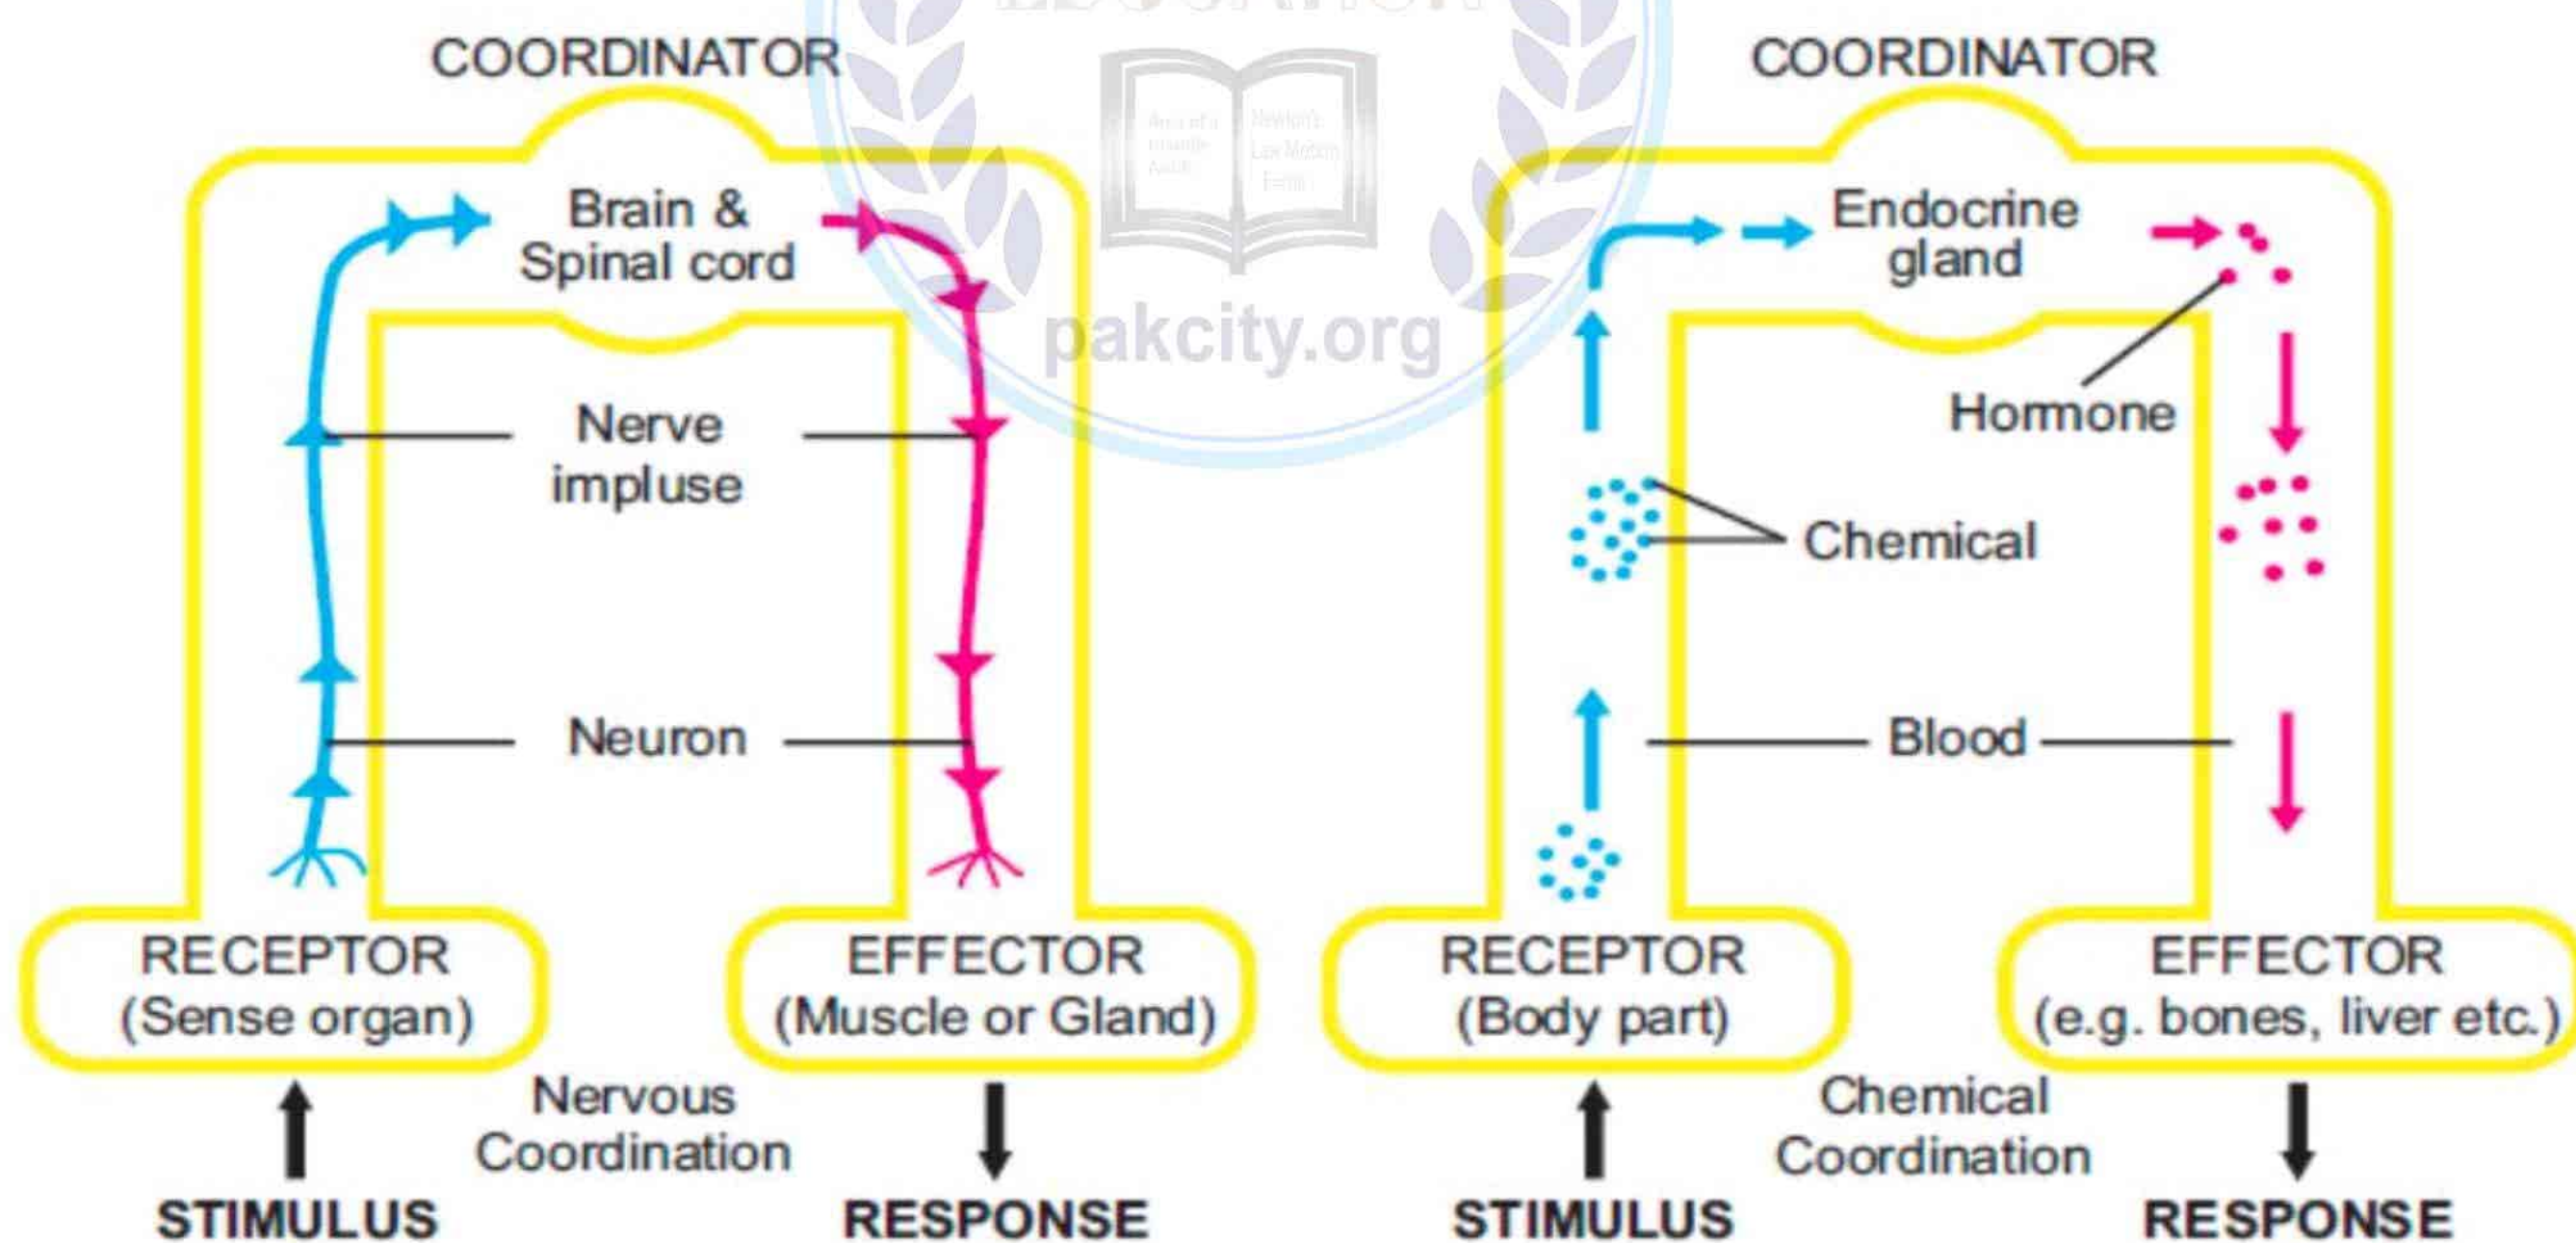 COORDINATOR
Brain &
Spinal cord
Nerve
impluse
Neuron
RECEPTOR
(Sense organ)
EFFECTOR
(Muscle or Gland)
Nervous
Coordination
STIMULUS
RESPONSE
pakcity.org
COORDINATOR
Endocrine
gland
Hormone
Chemical
Blood
RECEPTOR
(Body part)
EFFECTOR
(e.g. bones, liver etc.)
Chemical
Coordination
STIMULUS
RESPONSE